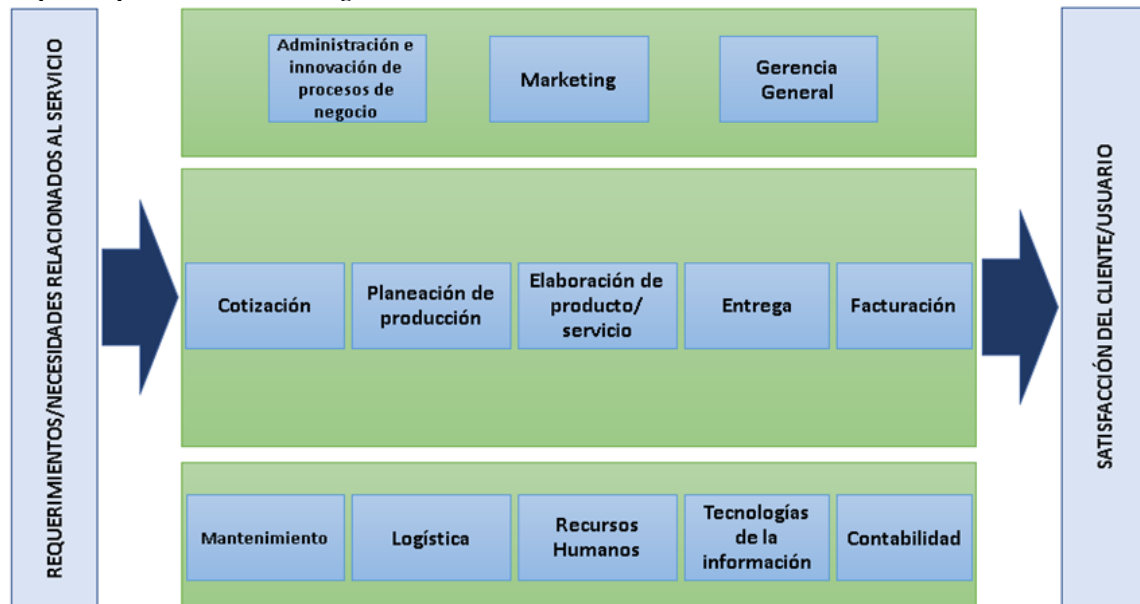 REQUERIMIENTOS/NECESIDADES RELACIONADOS AL SERVICIO
Administración e
innovación de
procesos de
negocio
Marketing
Gerencia
General
Cotización
Planeación de
producción
Elaboración de
producto/
servicio
Entrega
Facturación
Mantenimiento
Logística
Recursos
Humanos
Tecnologías
de la
información
Contabilidad
SATISFACCIÓN DEL CLIENTE/USUARIO